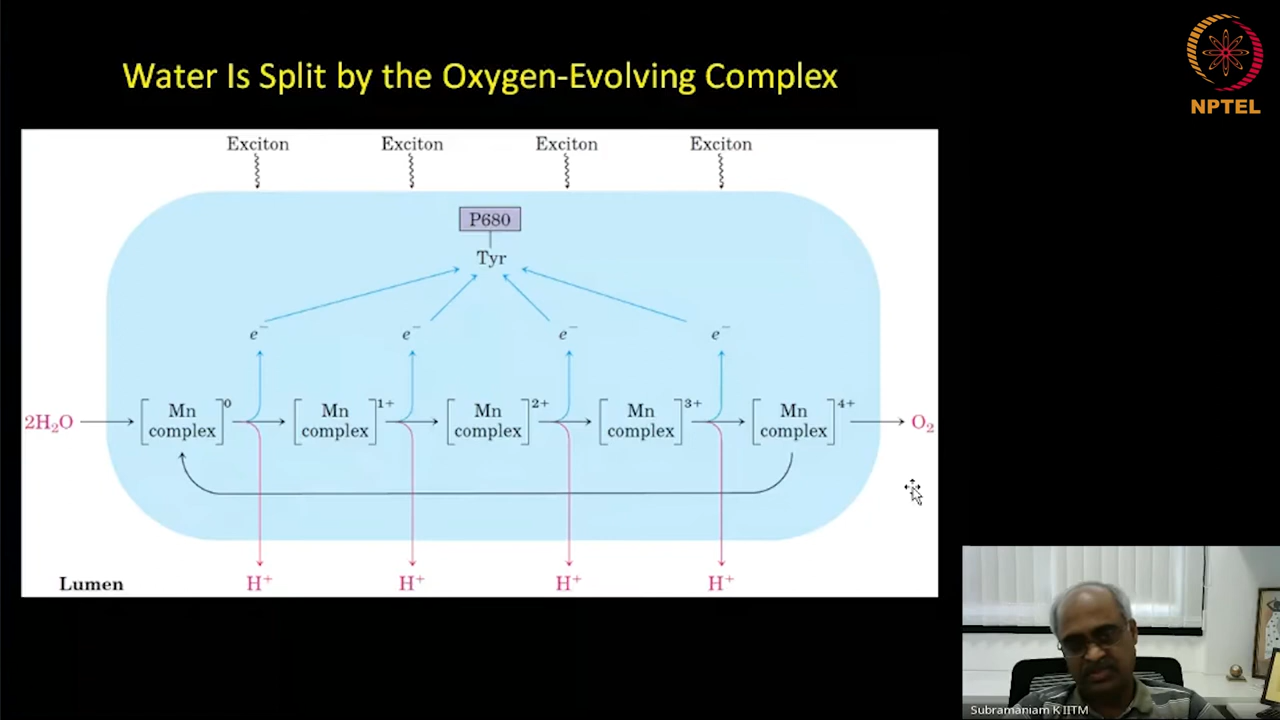 Water Is Split by the Oxygen-Evolving Complex
NPTEL
Exciton Exciton Exciton Exciton
P680
Tyr
e⁻ e⁻ e⁻ e⁻
2H₂O [Mn complex]⁰ [Mn complex]¹⁺ [Mn complex]²⁺ [Mn complex]³⁺ [Mn complex]⁴⁺ O₂
Lumen H⁺ H⁺ H⁺ H⁺
Subramaniam K IITM